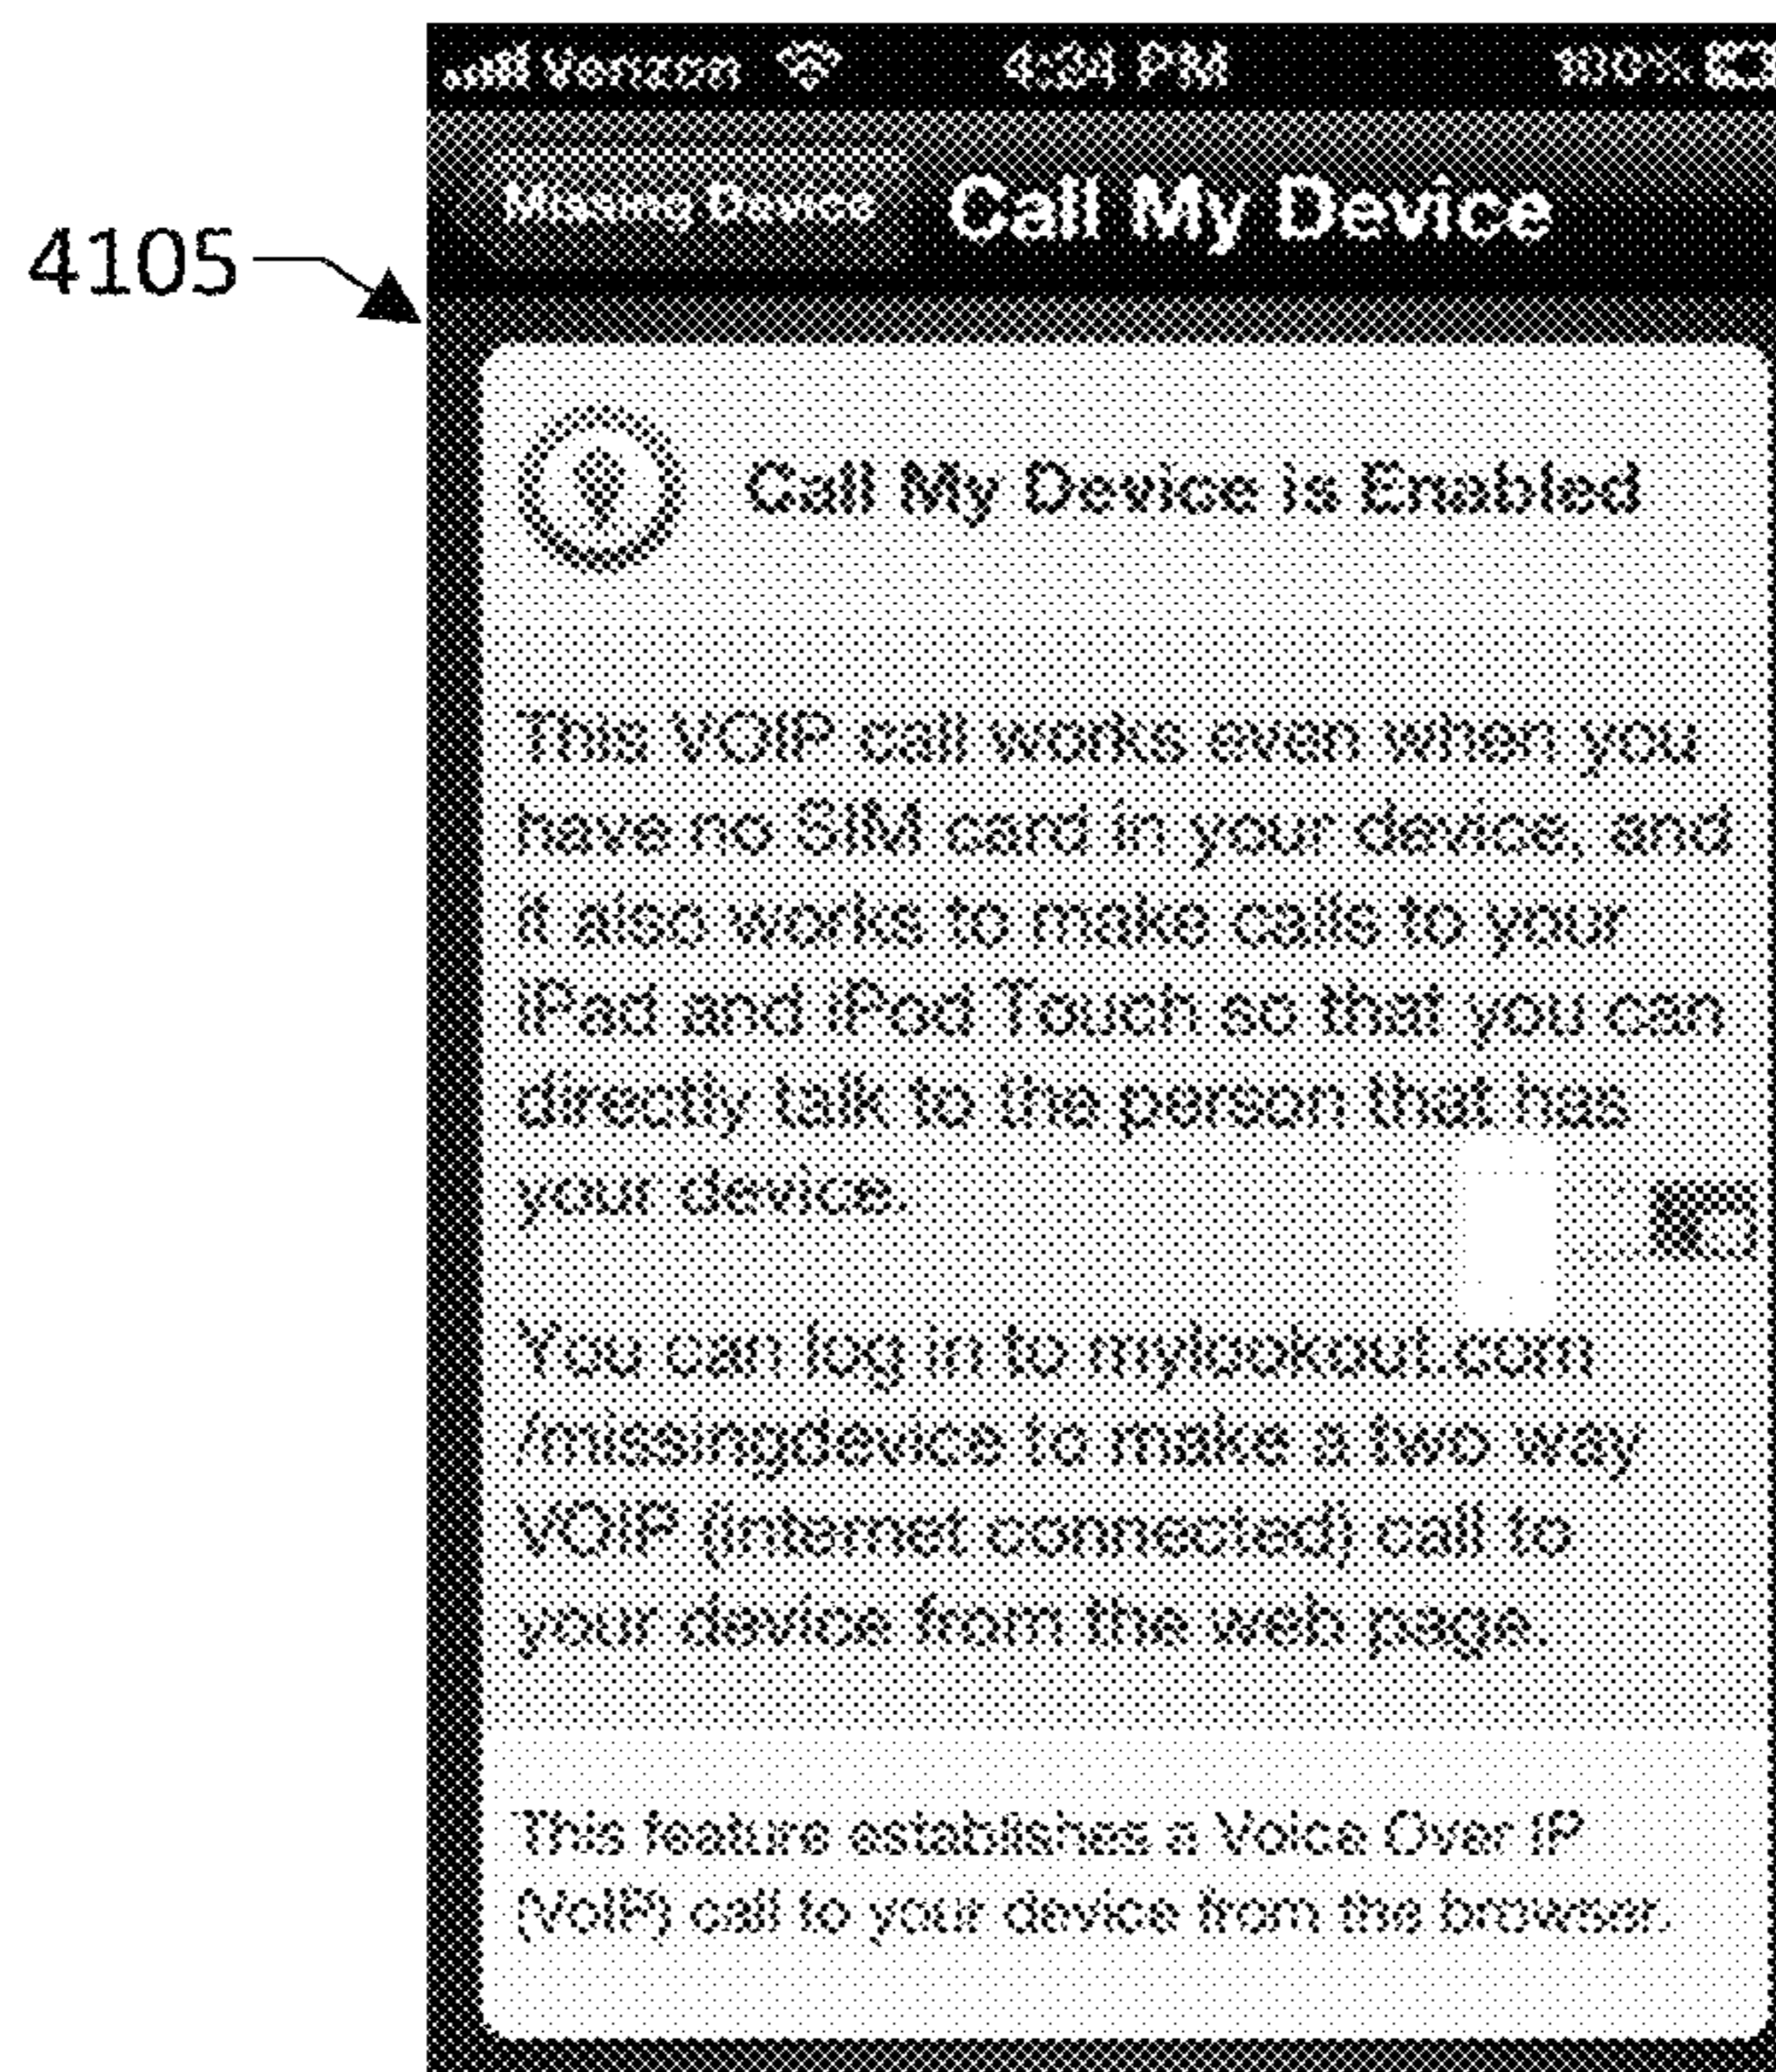 Verizon 4:34 PM 100%
Missing Device Call My Device
4105
Call My Device is Enabled
This VOIP call works even when you
have no SIM card in your device, and
it also works to make calls to your
iPad and iPod Touch so that you can
directly talk to the person that has
your device.
You can log in to mylookout.com
/missingdevice to make a two way
VOIP (internet connected) call to
your device from the web page.
This feature establishes a Voice Over IP
(VoIP) call to your device from the browser.